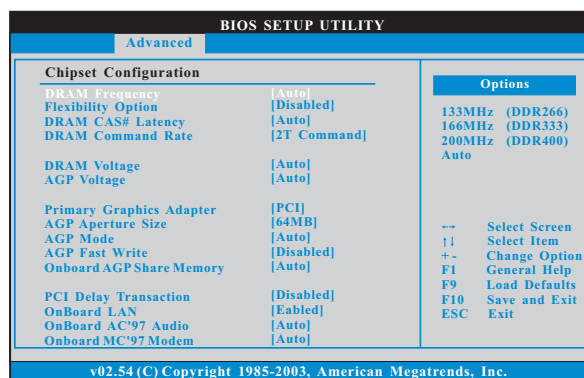 BIOS SETUP UTILITY
Advanced
Chipset Configuration
DRAM Frequency [Auto]
Flexibility Option [Disabled]
DRAM CAS# Latency [Auto]
DRAM Command Rate [2T Command]
DRAM Voltage [Auto]
AGP Voltage [Auto]
Primary Graphics Adapter [PCI]
AGP Aperture Size [64MB]
AGP Mode [Auto]
AGP Fast Write [Disabled]
Onboard AGP Share Memory [Auto]
PCI Delay Transaction [Disabled]
OnBoard LAN [Eabled]
OnBoard AC'97 Audio [Auto]
Onboard MC'97 Modem [Auto]
Options
133MHz (DDR266)
166MHz (DDR333)
200MHz (DDR400)
Auto
←→ Select Screen
↑↓ Select Item
+ - Change Option
F1 General Help
F9 Load Defaults
F10 Save and Exit
ESC Exit
v02.54 (C) Copyright 1985-2003, American Megatrends, Inc.